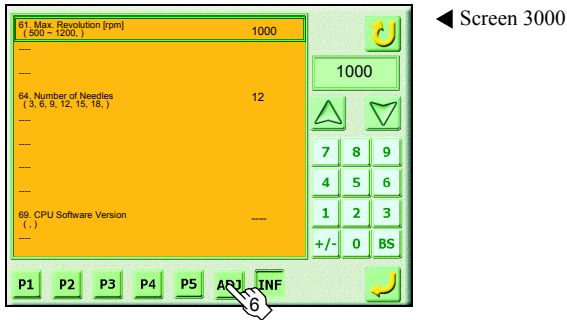 ◀ Screen 3000
61. Max. Revolution [rpm]
( 500 ~ 1200, )
1000
----
----
64. Number of Needles
( 3, 6, 9, 12, 15, 18, )
12
----
----
----
----
69. CPU Software Version
( , )
----
----
1000
7 8 9
4 5 6
1 2 3
+/- 0 BS
P1 P2 P3 P4 P5 ADJ INF
6